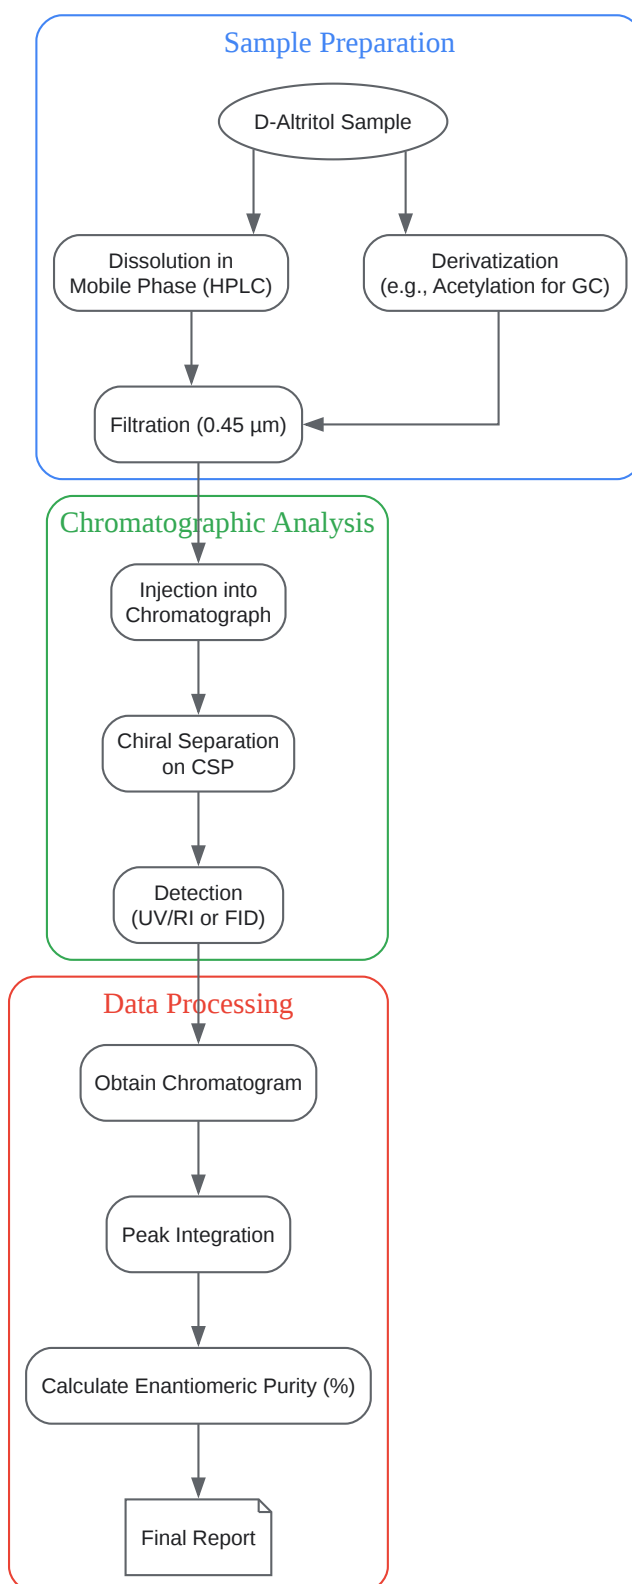 Sample Preparation
D-Altritol Sample
Dissolution in
Mobile Phase (HPLC)
Derivatization
(e.g., Acetylation for GC)
Filtration (0.45 µm)
Chromatographic Analysis
Injection into
Chromatograph
Chiral Separation
on CSP
Detection
(UV/RI or FID)
Data Processing
Obtain Chromatogram
Peak Integration
Calculate Enantiomeric Purity (%)
Final Report